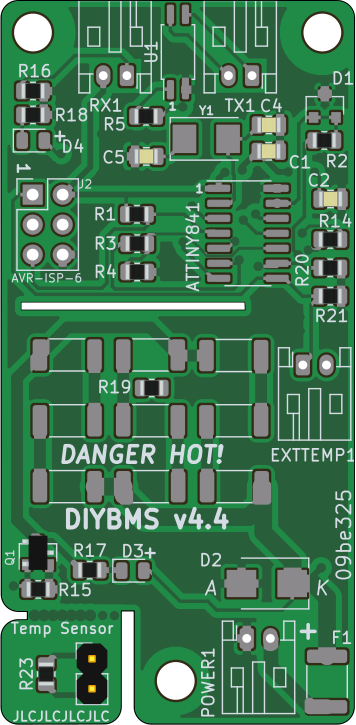 R16
R18
+
D4
RX1
U1
1
R5
C5
Y1
TX1
C4
D1
R2
C1
C2
1
J2
AVR-ISP-6
R1
R3
R4
1
ATTINY841
R14
R20
R21
R19
DANGER HOT!
EXTTEMP1
DIYBMS v4.4
09be325
Q1
R17
D3
+
R15
D2
A
K
Temp Sensor
R23
JLCJLCJLCJLC
POWER1
+
F1